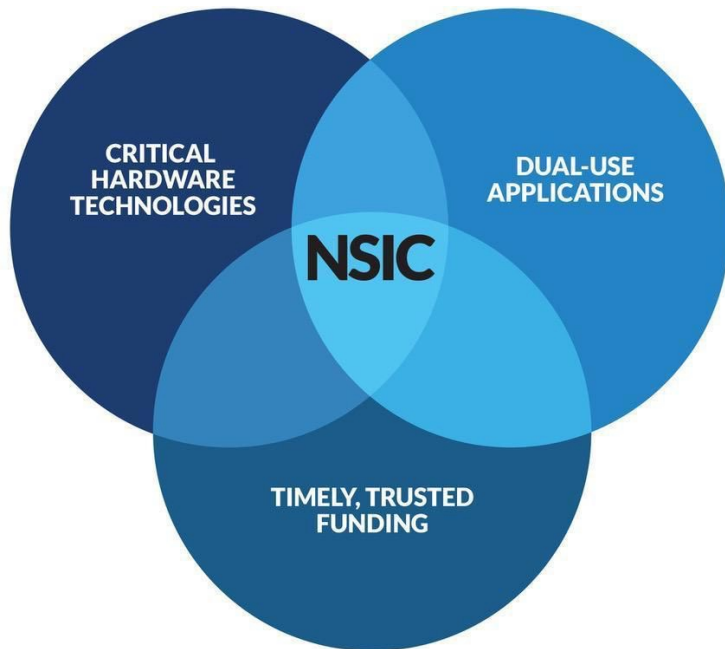 CRITICAL
HARDWARE
TECHNOLOGIES
DUAL-USE
APPLICATIONS
NSIC
TIMELY, TRUSTED
FUNDING